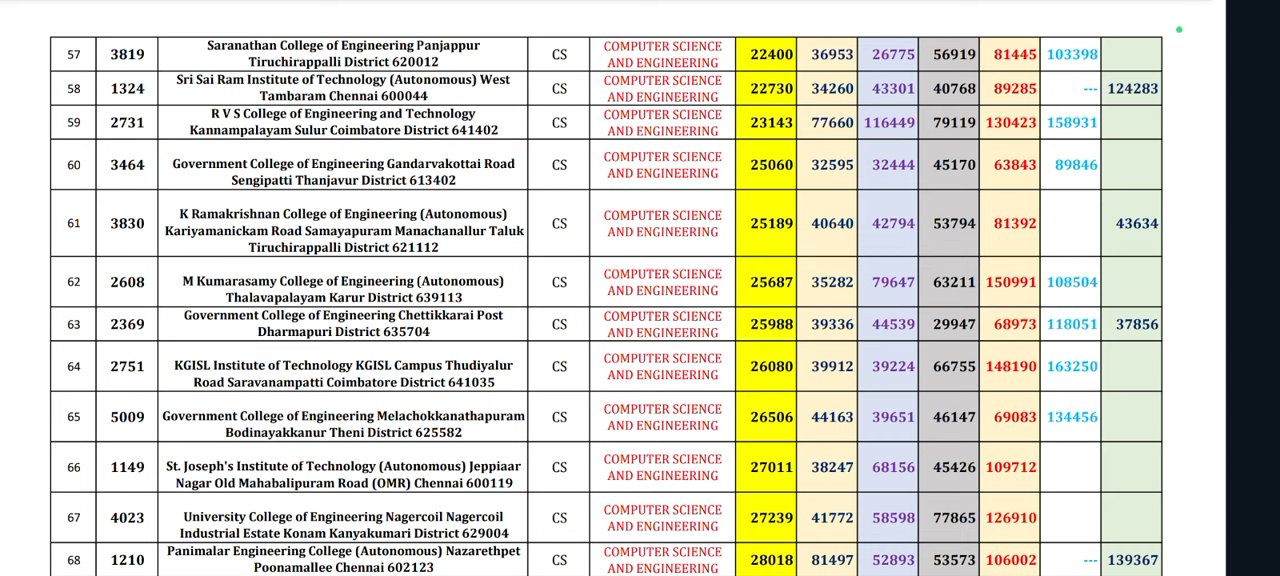 57 3819 Saranathan College of Engineering Panjappur Tiruchirappalli District 620012 CS COMPUTER SCIENCE AND ENGINEERING 22400 36953 26775 56919 81445 103398
58 1324 Sri Sai Ram Institute of Technology (Autonomous) West Tambaram Chennai 600044 CS COMPUTER SCIENCE AND ENGINEERING 22730 34260 43301 40768 89285 --- 124283
59 2731 R V S College of Engineering and Technology Kannampalayam Sulur Coimbatore District 641402 CS COMPUTER SCIENCE AND ENGINEERING 23143 77660 116449 79119 130423 158931
60 3464 Government College of Engineering Gandarvakottai Road Sengipatti Thanjavur District 613402 CS COMPUTER SCIENCE AND ENGINEERING 25060 32595 32444 45170 63843 89846
61 3830 K Ramakrishnan College of Engineering (Autonomous) Kariyamanickam Road Samayapuram Manachanallur Taluk Tiruchirappalli District 621112 CS COMPUTER SCIENCE AND ENGINEERING 25189 40640 42794 53794 81392 43634
62 2608 M Kumarasamy College of Engineering (Autonomous) Thalavapalayam Karur District 639113 CS COMPUTER SCIENCE AND ENGINEERING 25687 35282 79647 63211 150991 108504
63 2369 Government College of Engineering Chettikkarai Post Dharmapuri District 635704 CS COMPUTER SCIENCE AND ENGINEERING 25988 39336 44539 29947 68973 118051 37856
64 2751 KGISL Institute of Technology KGISL Campus Thudiyalur Road Saravanampatti Coimbatore District 641035 CS COMPUTER SCIENCE AND ENGINEERING 26080 39912 39224 66755 148190 163250
65 5009 Government College of Engineering Melachokkanathapuram Bodinayakkanur Theni District 625582 CS COMPUTER SCIENCE AND ENGINEERING 26506 44163 39651 46147 69083 134456
66 1149 St. Joseph's Institute of Technology (Autonomous) Jeppiaar Nagar Old Mahabalipuram Road (OMR) Chennai 600119 CS COMPUTER SCIENCE AND ENGINEERING 27011 38247 68156 45426 109712
67 4023 University College of Engineering Nagercoil Nagercoil Industrial Estate Konam Kanyakumari District 629004 CS COMPUTER SCIENCE AND ENGINEERING 27239 41772 58598 77865 126910
68 1210 Panimalar Engineering College (Autonomous) Nazarethpet Poonamallee Chennai 602123 CS COMPUTER SCIENCE AND ENGINEERING 28018 81497 52893 53573 106002 --- 139367